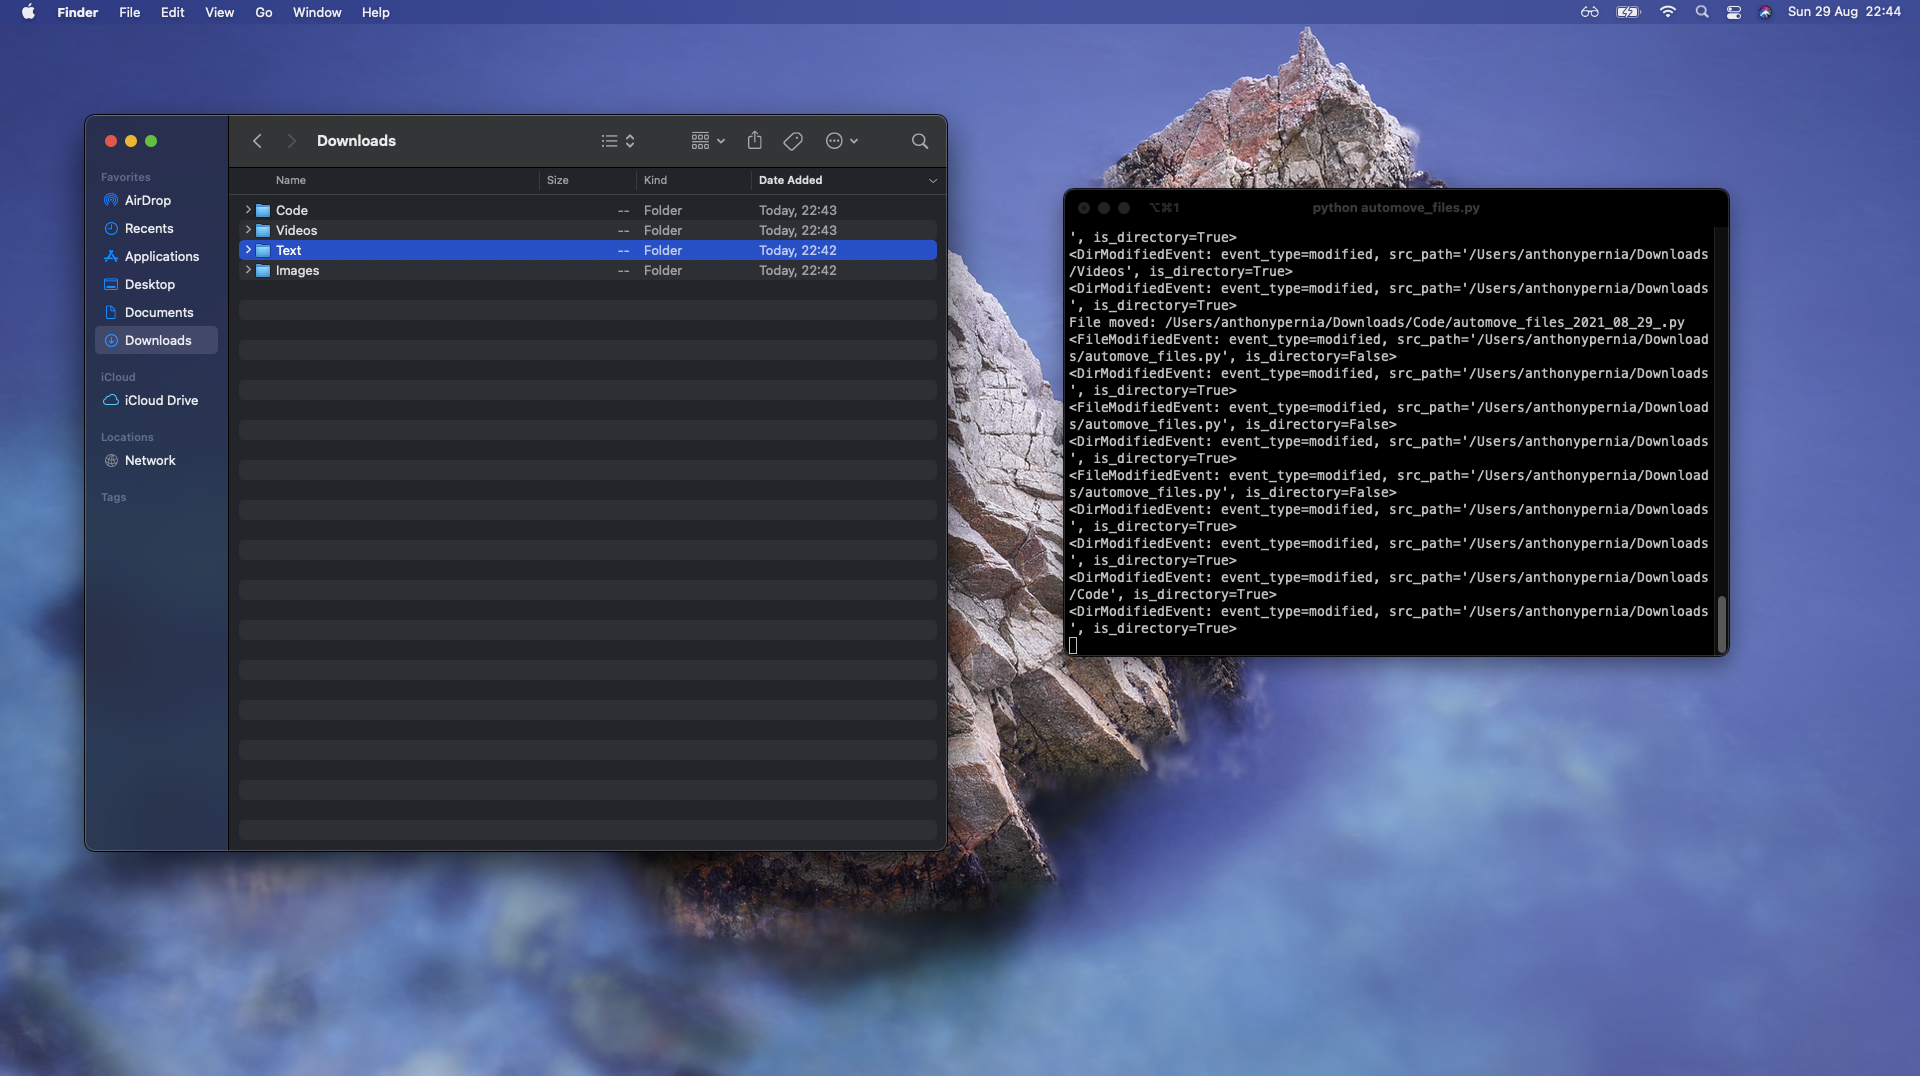 Finder File Edit View Go Window Help
Sun 29 Aug 22:44
Downloads
Favorites
AirDrop
Recents
Applications
Desktop
Documents
Downloads
iCloud
iCloud Drive
Locations
Network
Tags
Name Size Kind Date Added
Code -- Folder Today, 22:43
Videos -- Folder Today, 22:43
Text -- Folder Today, 22:42
Images -- Folder Today, 22:42
⌥⌘1 python automove_files.py
', is_directory=True>
<DirModifiedEvent: event_type=modified, src_path='/Users/anthonypernia/Downloads
/Videos', is_directory=True>
<DirModifiedEvent: event_type=modified, src_path='/Users/anthonypernia/Downloads
', is_directory=True>
File moved: /Users/anthonypernia/Downloads/Code/automove_files_2021_08_29_.py
<FileModifiedEvent: event_type=modified, src_path='/Users/anthonypernia/Download
s/automove_files.py', is_directory=False>
<DirModifiedEvent: event_type=modified, src_path='/Users/anthonypernia/Downloads
', is_directory=True>
<FileModifiedEvent: event_type=modified, src_path='/Users/anthonypernia/Download
s/automove_files.py', is_directory=False>
<DirModifiedEvent: event_type=modified, src_path='/Users/anthonypernia/Downloads
', is_directory=True>
<FileModifiedEvent: event_type=modified, src_path='/Users/anthonypernia/Download
s/automove_files.py', is_directory=False>
<DirModifiedEvent: event_type=modified, src_path='/Users/anthonypernia/Downloads
', is_directory=True>
<DirModifiedEvent: event_type=modified, src_path='/Users/anthonypernia/Downloads
', is_directory=True>
<DirModifiedEvent: event_type=modified, src_path='/Users/anthonypernia/Downloads
/Code', is_directory=True>
<DirModifiedEvent: event_type=modified, src_path='/Users/anthonypernia/Downloads
', is_directory=True>